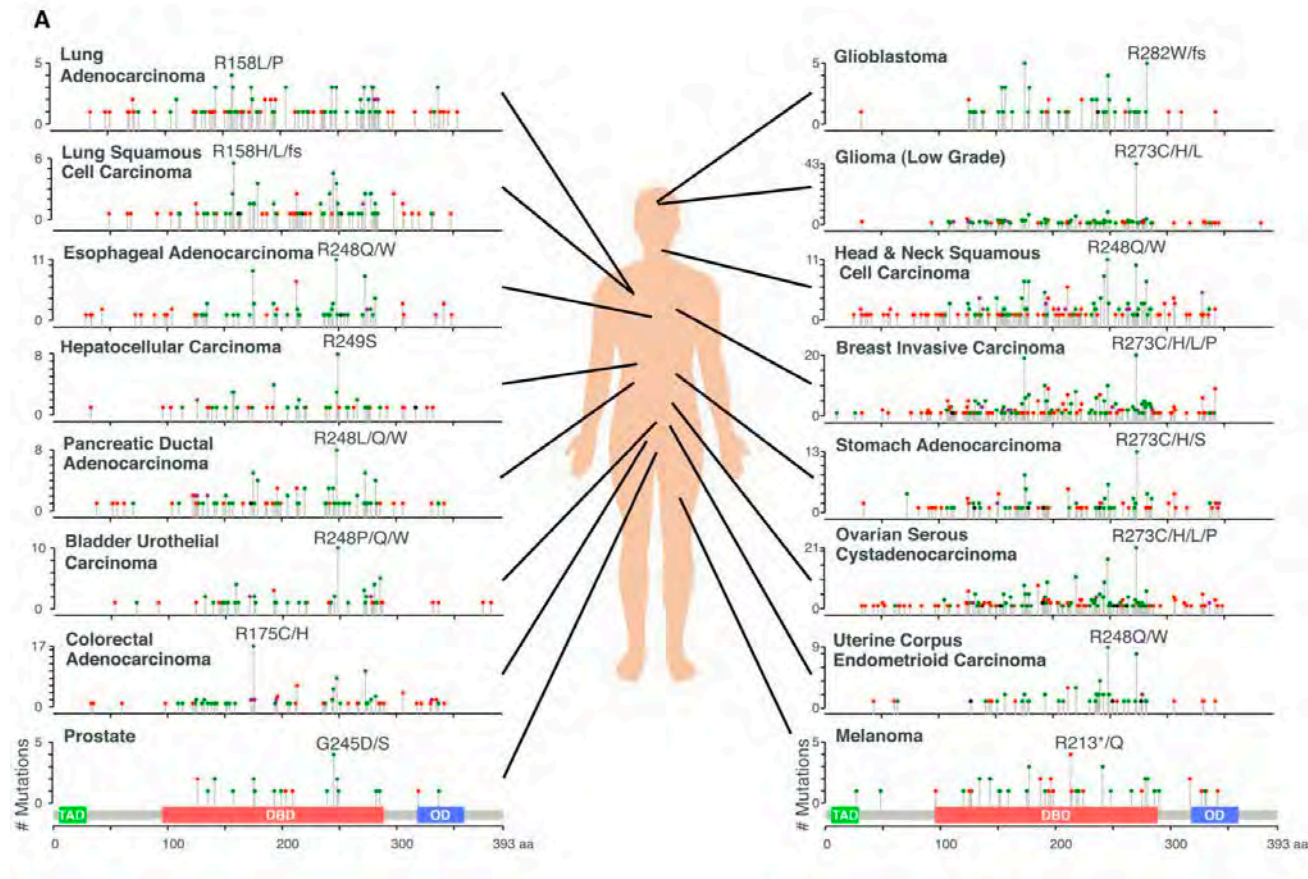 A
Lung
Adenocarcinoma
R158L/P
5
0
Lung Squamous
Cell Carcinoma
R158H/L/fs
6
0
Esophageal Adenocarcinoma
R248Q/W
11
0
Hepatocellular Carcinoma
R249S
8
0
Pancreatic Ductal
Adenocarcinoma
R248L/Q/W
8
0
Bladder Urothelial
Carcinoma
R248P/Q/W
10
0
Colorectal
Adenocarcinoma
R175C/H
17
0
Prostate
G245D/S
5
0
# Mutations
TAD
DBD
OD
0 100 200 300 393 aa
Glioblastoma
R282W/fs
5
0
Glioma (Low Grade)
R273C/H/L
43
0
Head & Neck Squamous
Cell Carcinoma
R248Q/W
11
0
Breast Invasive Carcinoma
R273C/H/L/P
20
0
Stomach Adenocarcinoma
R273C/H/S
13
0
Ovarian Serous
Cystadenocarcinoma
R273C/H/L/P
21
0
Uterine Corpus
Endometrioid Carcinoma
R248Q/W
9
0
Melanoma
R213*/Q
5
0
# Mutations
TAD
DBD
OD
0 100 200 300 393 aa